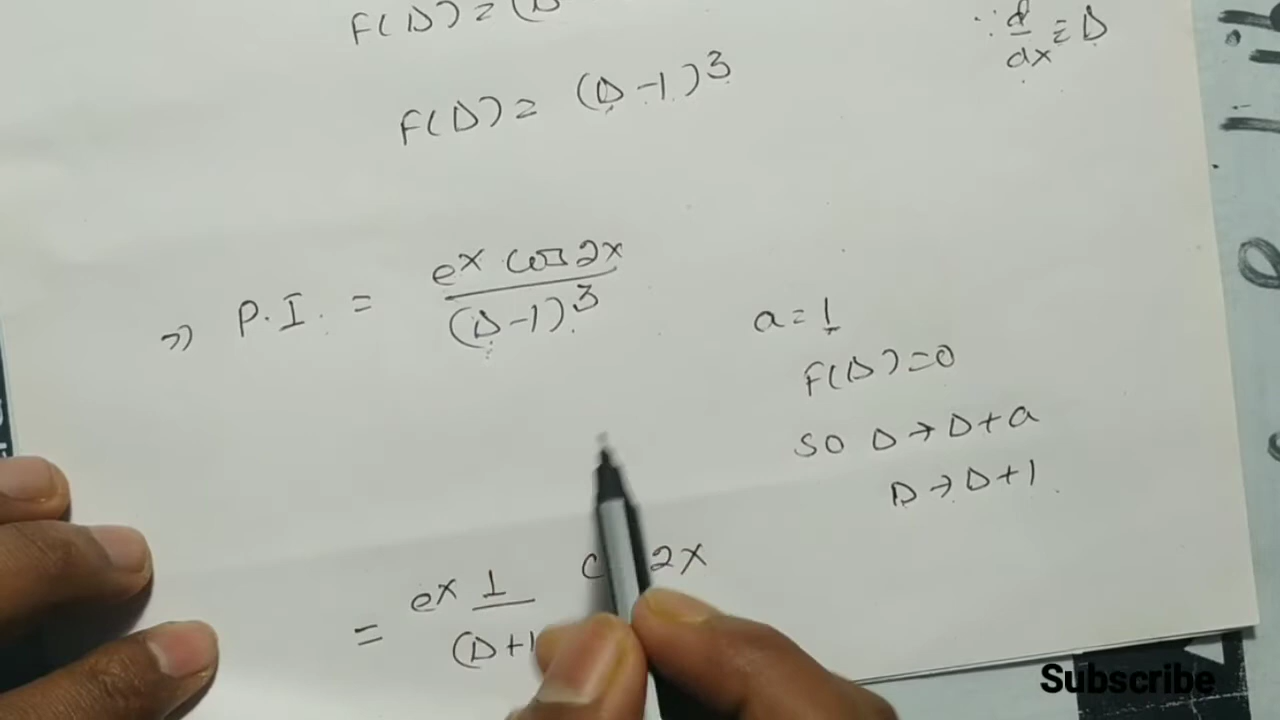 F(D) = (D
∵ d/dx = D
F(D) = (D-1)^3
⇒ P.I. = e^x cos2x / (D-1)^3
a = 1
F(D) = 0
so D → D+a
D → D+1
= e^x 1/(D+1 2x
Subscribe